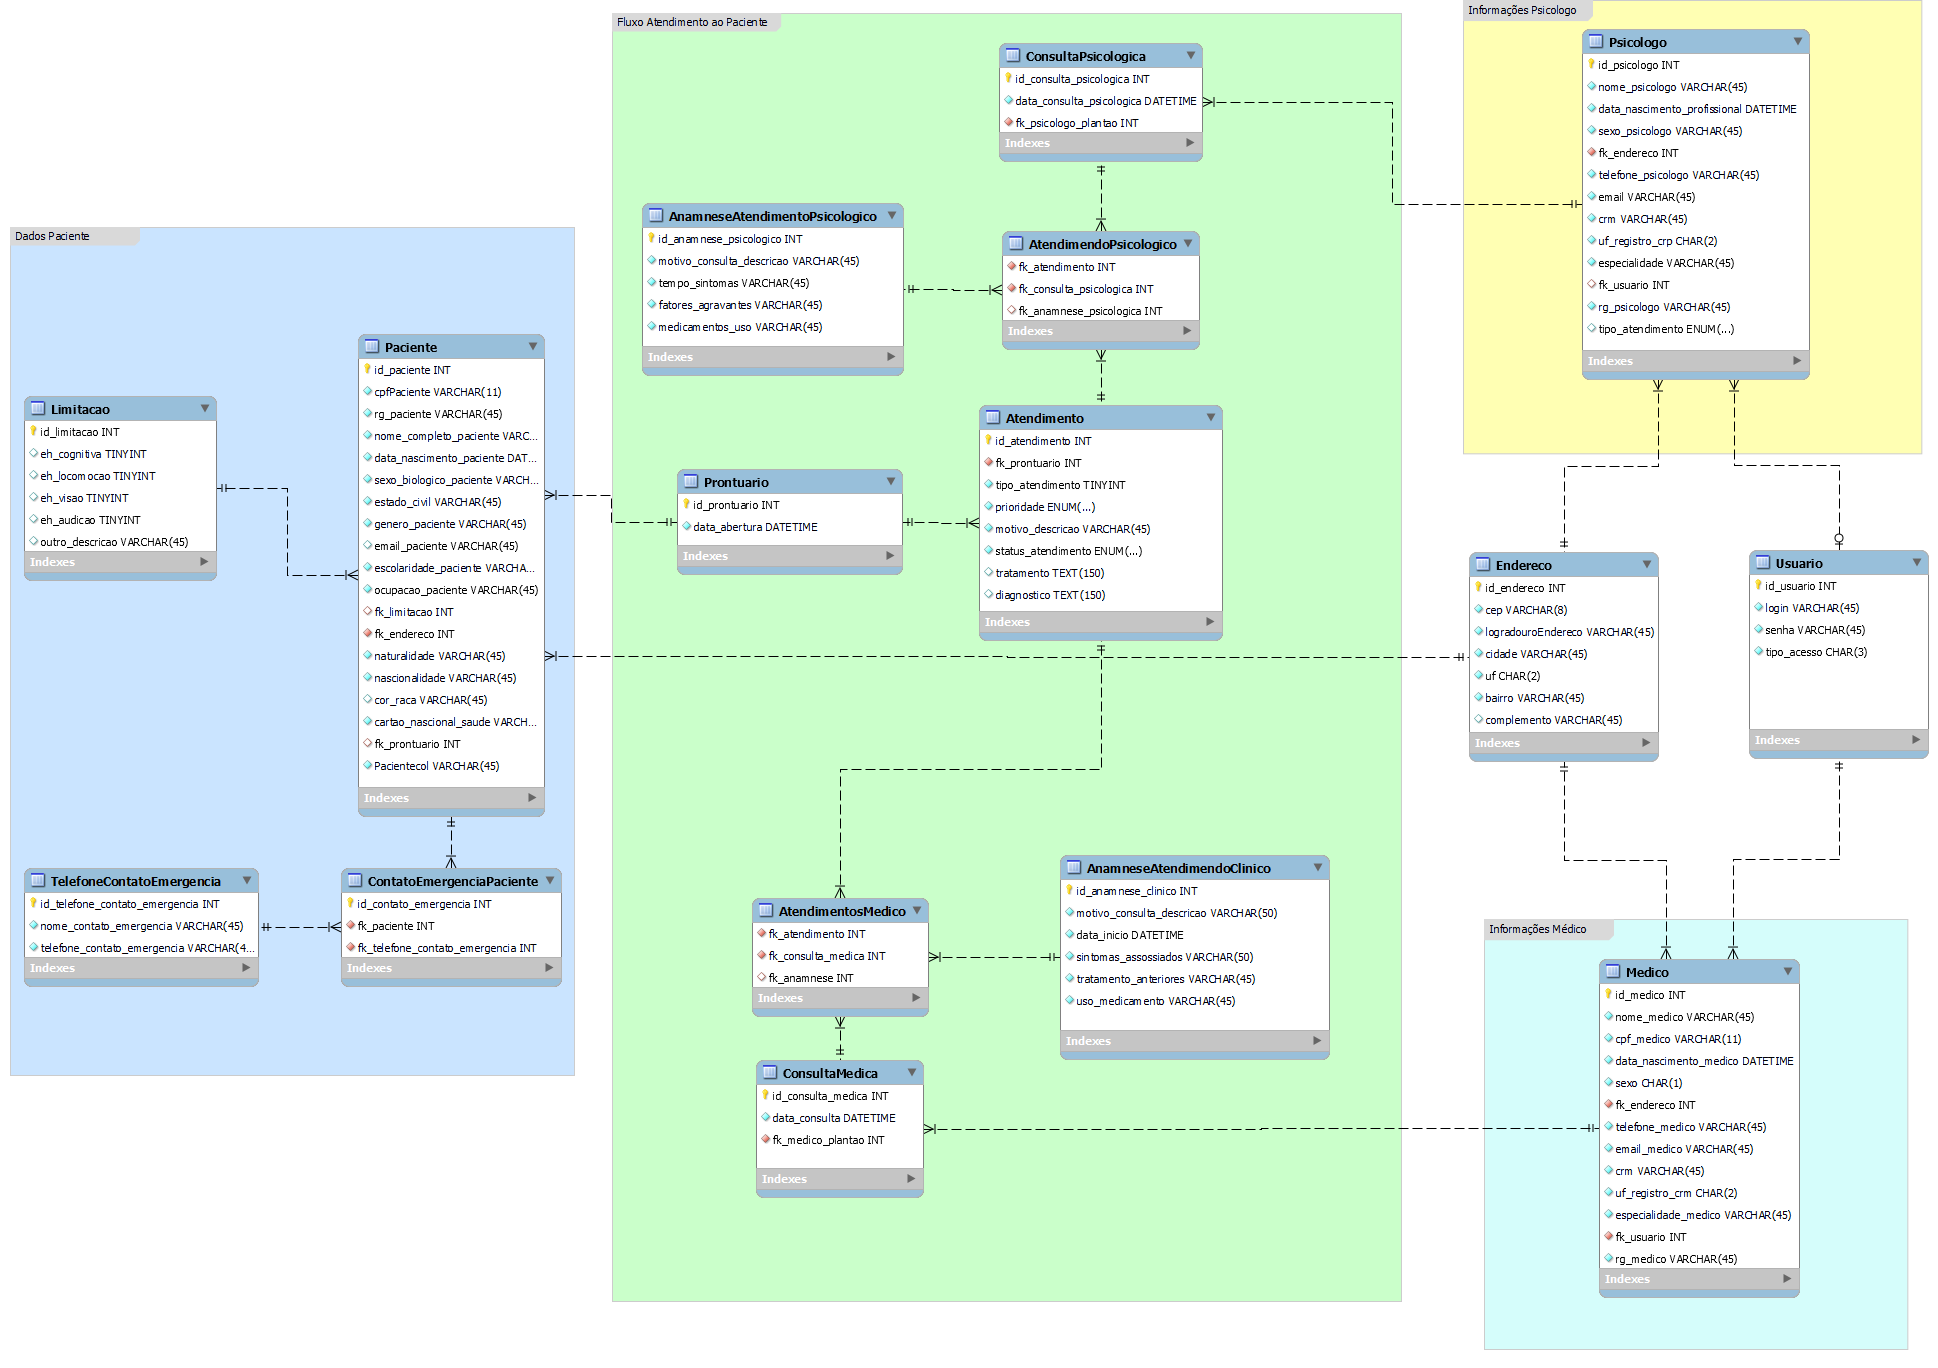 Dados Paciente
Limitacao
id_limitacao INT
eh_cognitiva TINYINT
eh_locomocao TINYINT
eh_visao TINYINT
eh_audicao TINYINT
outro_descricao VARCHAR(45)
Indexes
Paciente
id_paciente INT
cpfPaciente VARCHAR(11)
rg_paciente VARCHAR(45)
nome_completo_paciente VARC...
data_nascimento_paciente DAT...
sexo_biologico_paciente VARCH...
estado_civil VARCHAR(45)
genero_paciente VARCHAR(45)
email_paciente VARCHAR(45)
escolaridade_paciente VARCHA...
ocupacao_paciente VARCHAR(45)
fk_limitacao INT
fk_endereco INT
naturalidade VARCHAR(45)
nascionalidade VARCHAR(45)
cor_raca VARCHAR(45)
cartao_nascional_saude VARCH...
fk_prontuario INT
Pacientecol VARCHAR(45)
Indexes
TelefoneContatoEmergencia
id_telefone_contato_emergencia INT
nome_contato_emergencia VARCHAR(45)
telefone_contato_emergencia VARCHAR(4...
Indexes
ContatoEmergenciaPaciente
id_contato_emergencia INT
fk_paciente INT
fk_telefone_contato_emergencia INT
Indexes
Fluxo Atendimento ao Paciente
ConsultaPsicologica
id_consulta_psicologica INT
data_consulta_psicologica DATETIME
fk_psicologo_plantao INT
Indexes
AnamneseAtendimentoPsicologico
id_anamnese_psicologico INT
motivo_consulta_descricao VARCHAR(45)
tempo_sintomas VARCHAR(45)
fatores_agravantes VARCHAR(45)
medicamentos_uso VARCHAR(45)
Indexes
AtendimendoPsicologico
fk_atendimento INT
fk_consulta_psicologica INT
fk_anamnese_psicologica INT
Indexes
Prontuario
id_prontuario INT
data_abertura DATETIME
Indexes
Atendimento
id_atendimento INT
fk_prontuario INT
tipo_atendimento TINYINT
prioridade ENUM(...)
motivo_descricao VARCHAR(45)
status_atendimento ENUM(...)
tratamento TEXT(150)
diagnostico TEXT(150)
Indexes
AtendimentosMedico
fk_atendimento INT
fk_consulta_medica INT
fk_anamnese INT
Indexes
AnamneseAtendimendoClinico
id_anamnese_clinico INT
motivo_consulta_descricao VARCHAR(50)
data_inicio DATETIME
sintomas_assossiados VARCHAR(50)
tratamento_anteriores VARCHAR(45)
uso_medicamento VARCHAR(45)
Indexes
ConsultaMedica
id_consulta_medica INT
data_consulta DATETIME
fk_medico_plantao INT
Indexes
Informações Psicologo
Psicologo
id_psicologo INT
nome_psicologo VARCHAR(45)
data_nascimento_profissional DATETIME
sexo_psicologo VARCHAR(45)
fk_endereco INT
telefone_psicologo VARCHAR(45)
email VARCHAR(45)
crm VARCHAR(45)
uf_registro_crp CHAR(2)
especialidade VARCHAR(45)
fk_usuario INT
rg_psicologo VARCHAR(45)
tipo_atendimento ENUM(...)
Indexes
Endereco
id_endereco INT
cep VARCHAR(8)
logradouroEndereco VARCHAR(45)
cidade VARCHAR(45)
uf CHAR(2)
bairro VARCHAR(45)
complemento VARCHAR(45)
Indexes
Usuario
id_usuario INT
login VARCHAR(45)
senha VARCHAR(45)
tipo_acesso CHAR(3)
Indexes
Informações Médico
Medico
id_medico INT
nome_medico VARCHAR(45)
cpf_medico VARCHAR(11)
data_nascimento_medico DATETIME
sexo CHAR(1)
fk_endereco INT
telefone_medico VARCHAR(45)
email_medico VARCHAR(45)
crm VARCHAR(45)
uf_registro_crm CHAR(2)
especialidade_medico VARCHAR(45)
fk_usuario INT
rg_medico VARCHAR(45)
Indexes